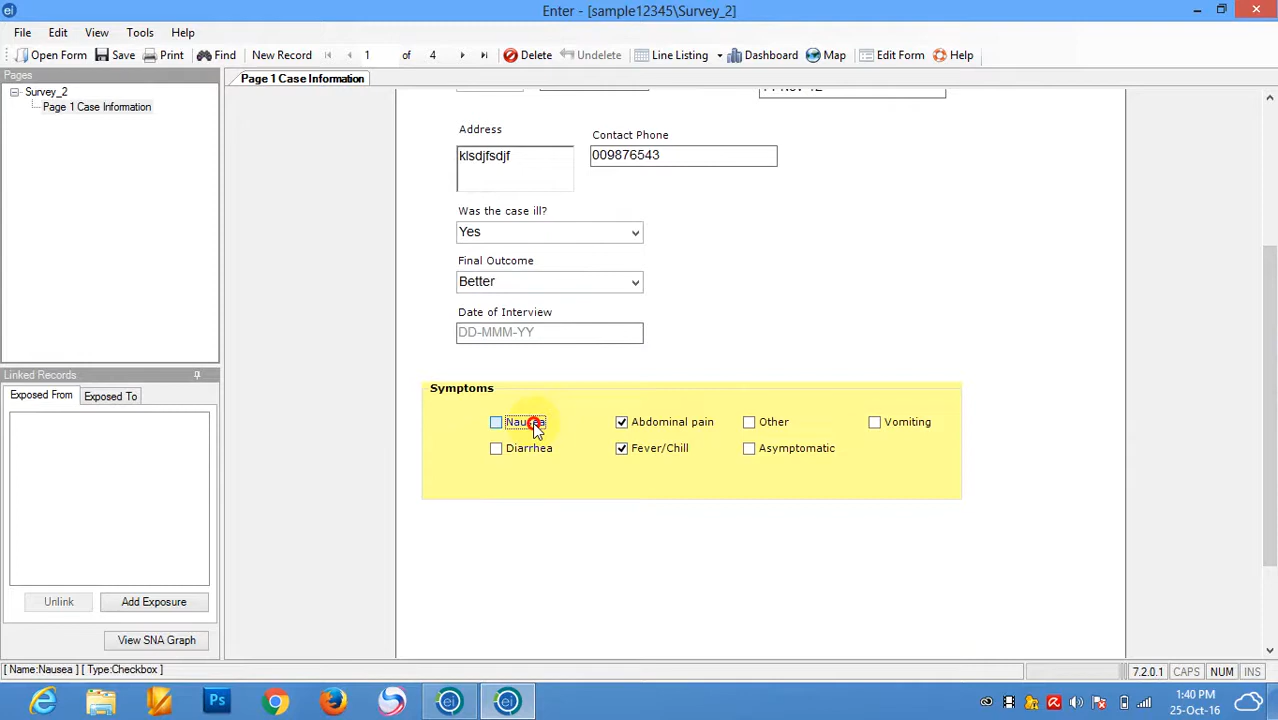 Enter - [sample12345\Survey_2]
File Edit View Tools Help
Open Form Save Print Find New Record 1 of 4 Delete Undelete Line Listing Dashboard Map Edit Form Help
Pages
Page 1 Case Information
Survey_2
Page 1 Case Information
Address
Contact Phone
klsdjfsdjf
009876543
Was the case ill?
Yes
Final Outcome
Better
Date of Interview
DD-MMM-YY
Linked Records
Exposed From Exposed To
Symptoms
Nausea Abdominal pain Other Vomiting
Diarrhea Fever/Chill Asymptomatic
Unlink Add Exposure
View SNA Graph
[ Name:Nausea ] [ Type:Checkbox ]
7.2.0.1 CAPS NUM INS
Ps
ei
ei
1:40 PM
25-Oct-16